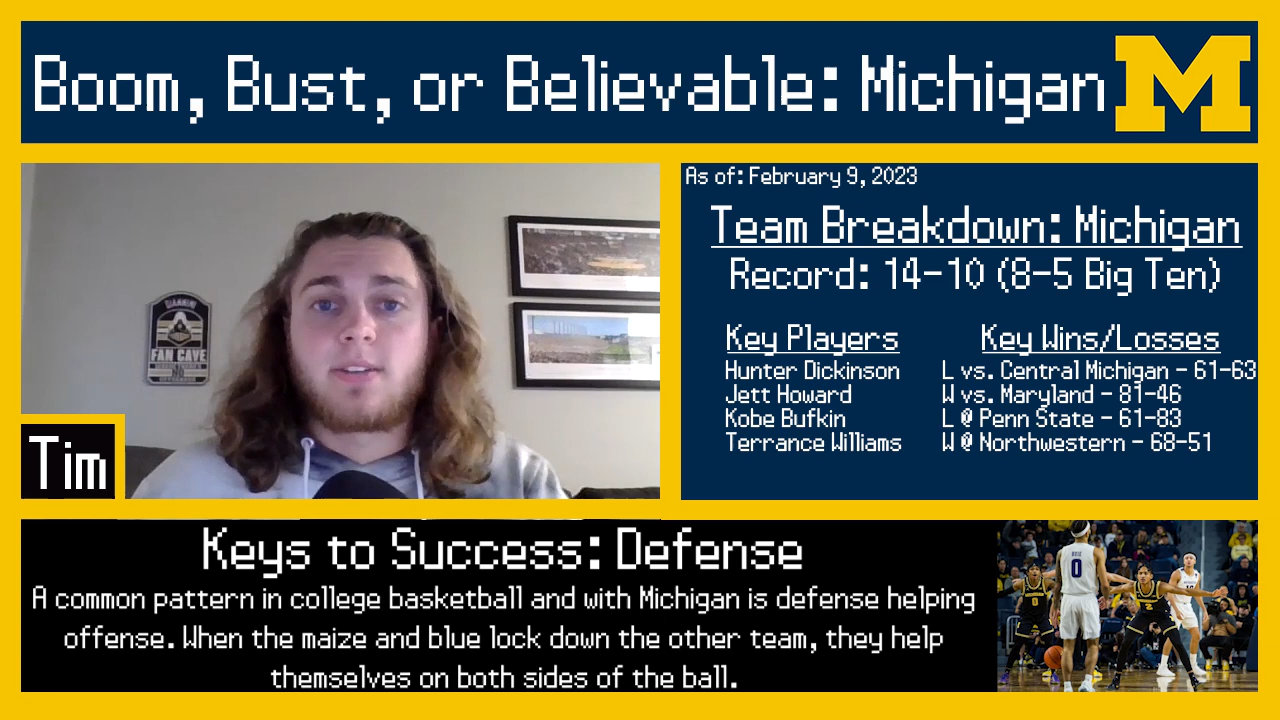 Boom, Bust, or Believable: Michigan M
GIANNINI
FAN CAVE
Tim
As of: February 9, 2023
Team Breakdown: Michigan
Record: 14-10 (8-5 Big Ten)
Key Players
Hunter Dickinson
Jett Howard
Kobe Bufkin
Terrance Williams
Key Wins/Losses
L vs. Central Michigan - 61-63
W vs. Maryland - 81-46
L @ Penn State - 61-83
W @ Northwestern - 68-51
Keys to Success: Defense
A common pattern in college basketball and with Michigan is defense helping
offense. When the maize and blue lock down the other team, they help
themselves on both sides of the ball.
0
0
2